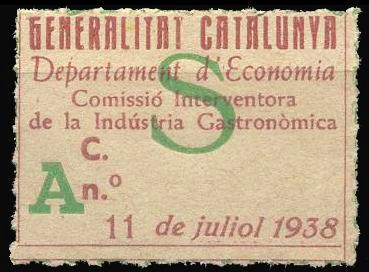 GENERALITAT CATALUNYA
Departament d'Economia
Comissió Interventora
de la Indústria Gastronòmica
S
C.
A n.º
11 de juliol 1938